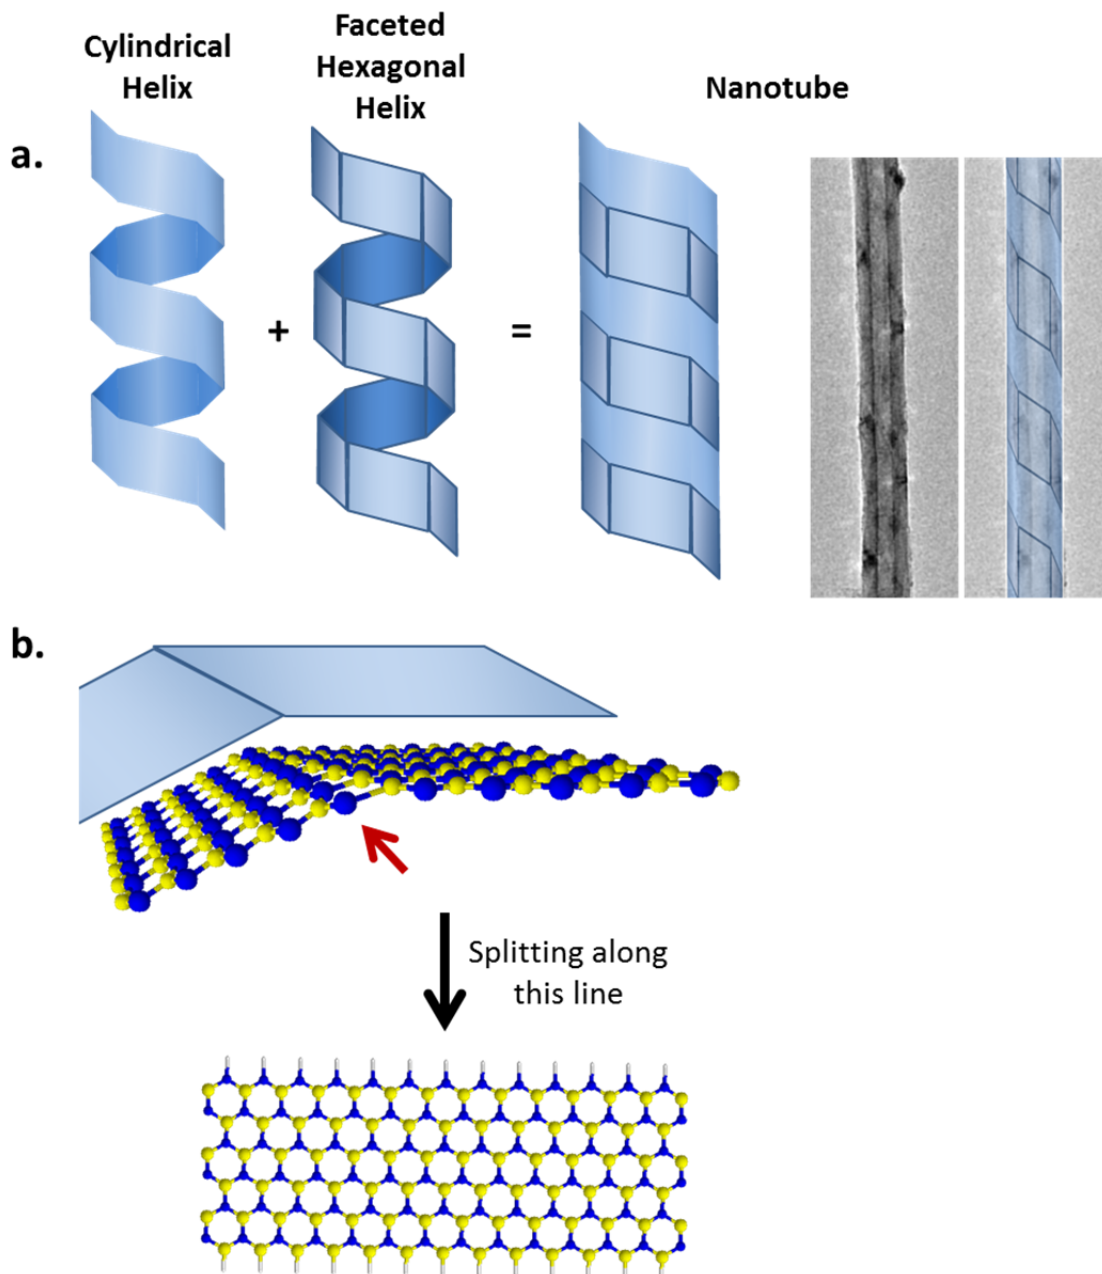 Cylindrical
Helix
Faceted
Hexagonal
Helix
Nanotube
a.
+
=
b.
Splitting along
this line